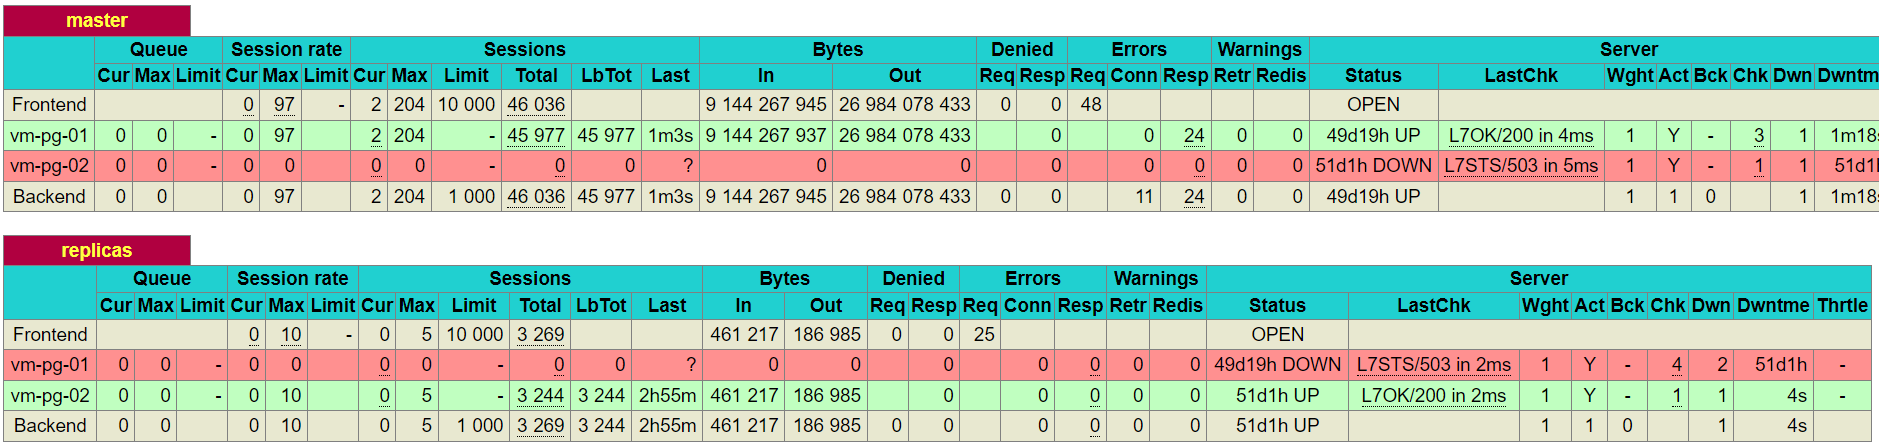 master
Queue Session rate Sessions Bytes Denied Errors Warnings Server
Cur Max Limit Cur Max Limit Cur Max Limit Total LbTot Last In Out Req Resp Req Conn Resp Retr Redis Status LastChk Wght Act Bck Chk Dwn Dwntme
Frontend 0 97 - 2 204 10 000 46 036 9 144 267 945 26 984 078 433 0 0 48 OPEN
vm-pg-01 0 0 - 0 97 2 204 - 45 977 45 977 1m3s 9 144 267 937 26 984 078 433 0 0 24 0 0 49d19h UP L7OK/200 in 4ms 1 Y - 3 1 1m18s
vm-pg-02 0 0 - 0 0 0 0 - 0 0 ? 0 0 0 0 0 0 0 51d1h DOWN L7STS/503 in 5ms 1 Y - 1 1 51d1h
Backend 0 0 0 97 2 204 1 000 46 036 45 977 1m3s 9 144 267 945 26 984 078 433 0 0 11 24 0 0 49d19h UP 1 1 0 1 1m18s
replicas
Queue Session rate Sessions Bytes Denied Errors Warnings Server
Cur Max Limit Cur Max Limit Cur Max Limit Total LbTot Last In Out Req Resp Req Conn Resp Retr Redis Status LastChk Wght Act Bck Chk Dwn Dwntme Thrtle
Frontend 0 10 - 0 5 10 000 3 269 461 217 186 985 0 0 25 OPEN
vm-pg-01 0 0 - 0 0 0 0 - 0 0 ? 0 0 0 0 0 0 0 49d19h DOWN L7STS/503 in 2ms 1 Y - 4 2 51d1h -
vm-pg-02 0 0 - 0 10 0 5 - 3 244 3 244 2h55m 461 217 186 985 0 0 0 0 0 51d1h UP L7OK/200 in 2ms 1 Y - 1 1 4s -
Backend 0 0 0 10 0 5 1 000 3 269 3 244 2h55m 461 217 186 985 0 0 0 0 0 0 51d1h UP 1 1 0 1 4s